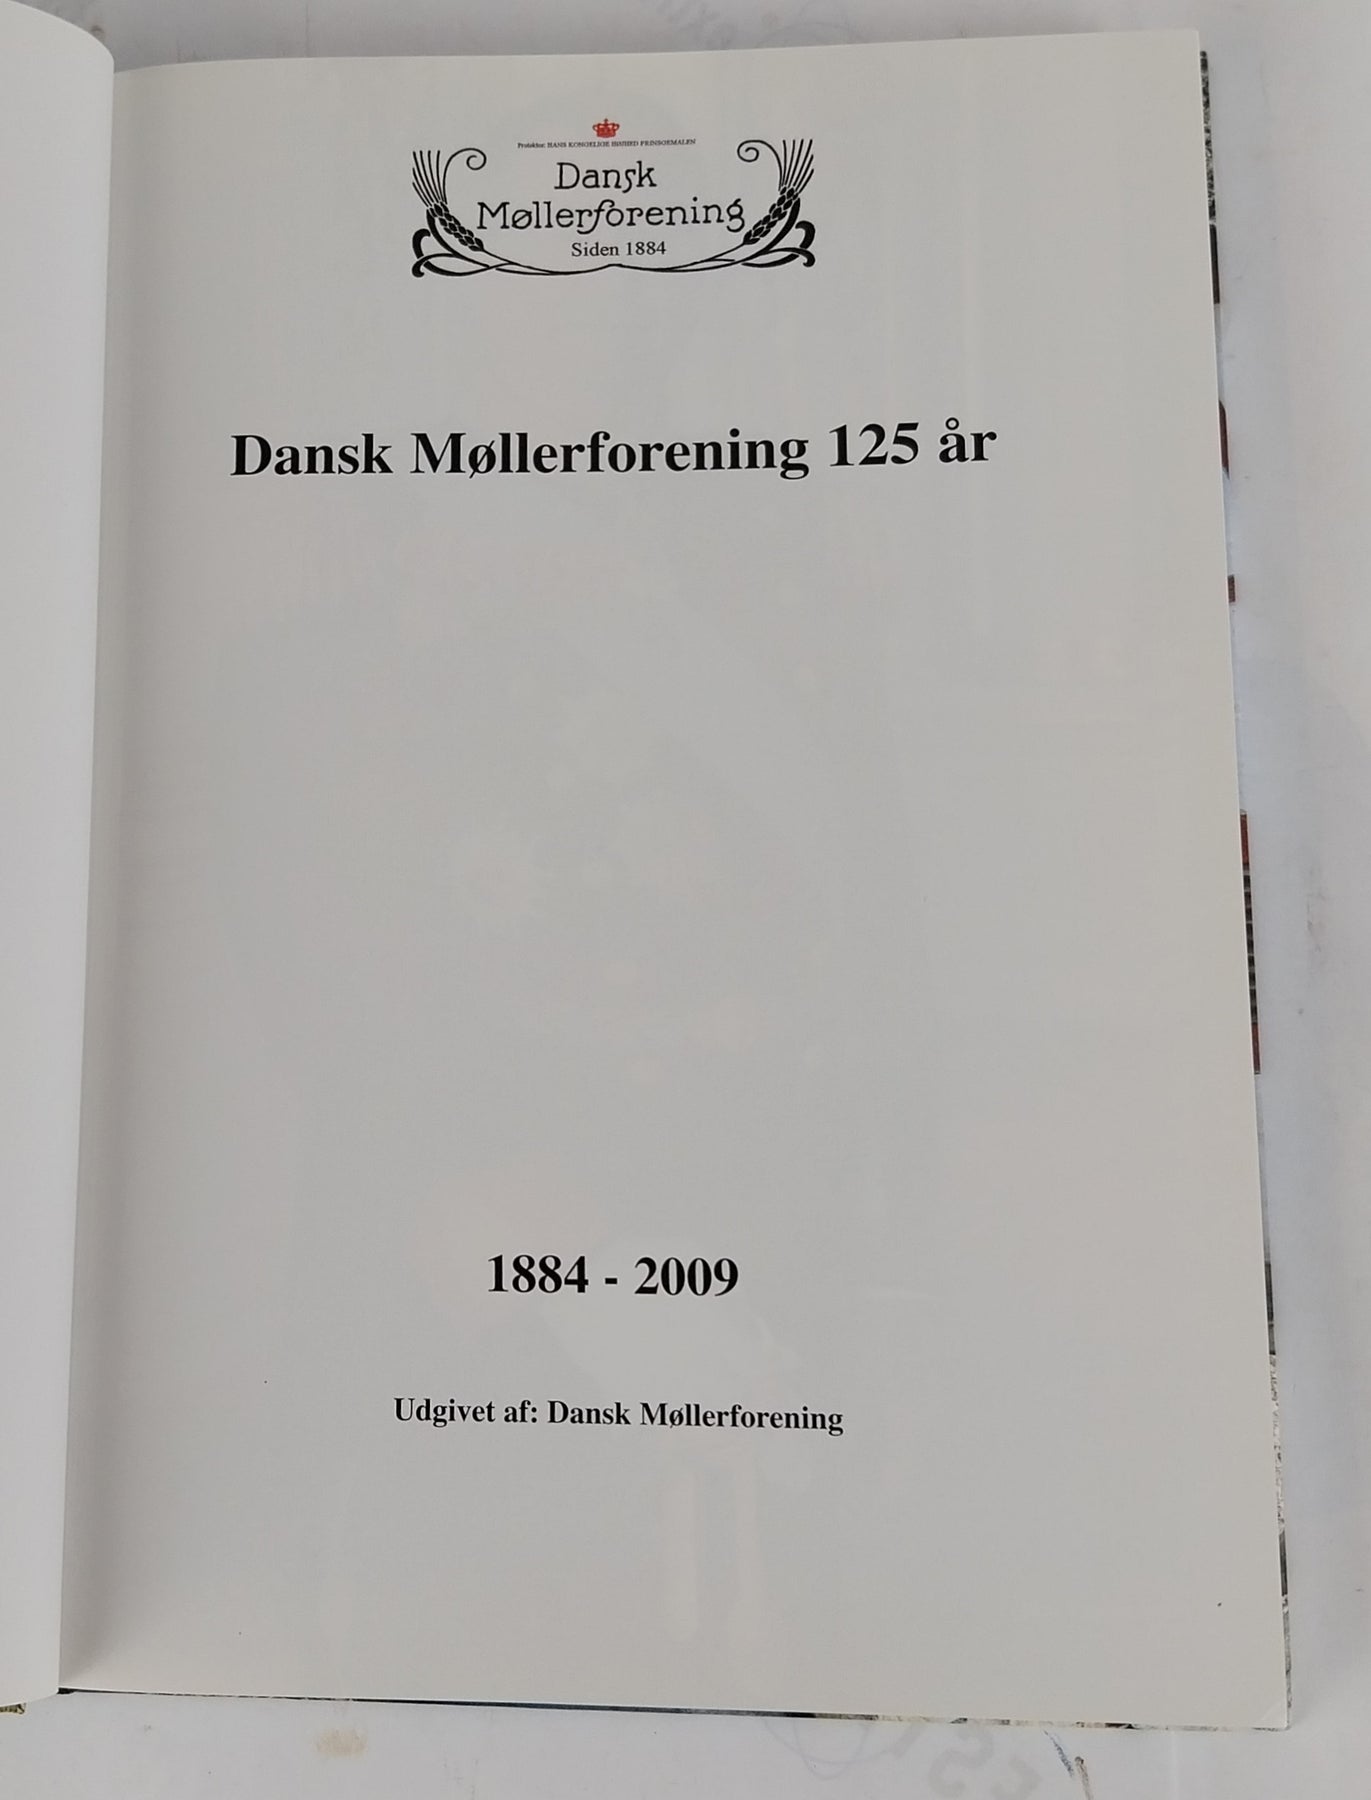 Protektor: HANS KONGELIGE HØJHED PRINSGEMALEN
Dansk
Møllerforening
Siden 1884
Dansk Møllerforening 125 år
1884 - 2009
Udgivet af: Dansk Møllerforening